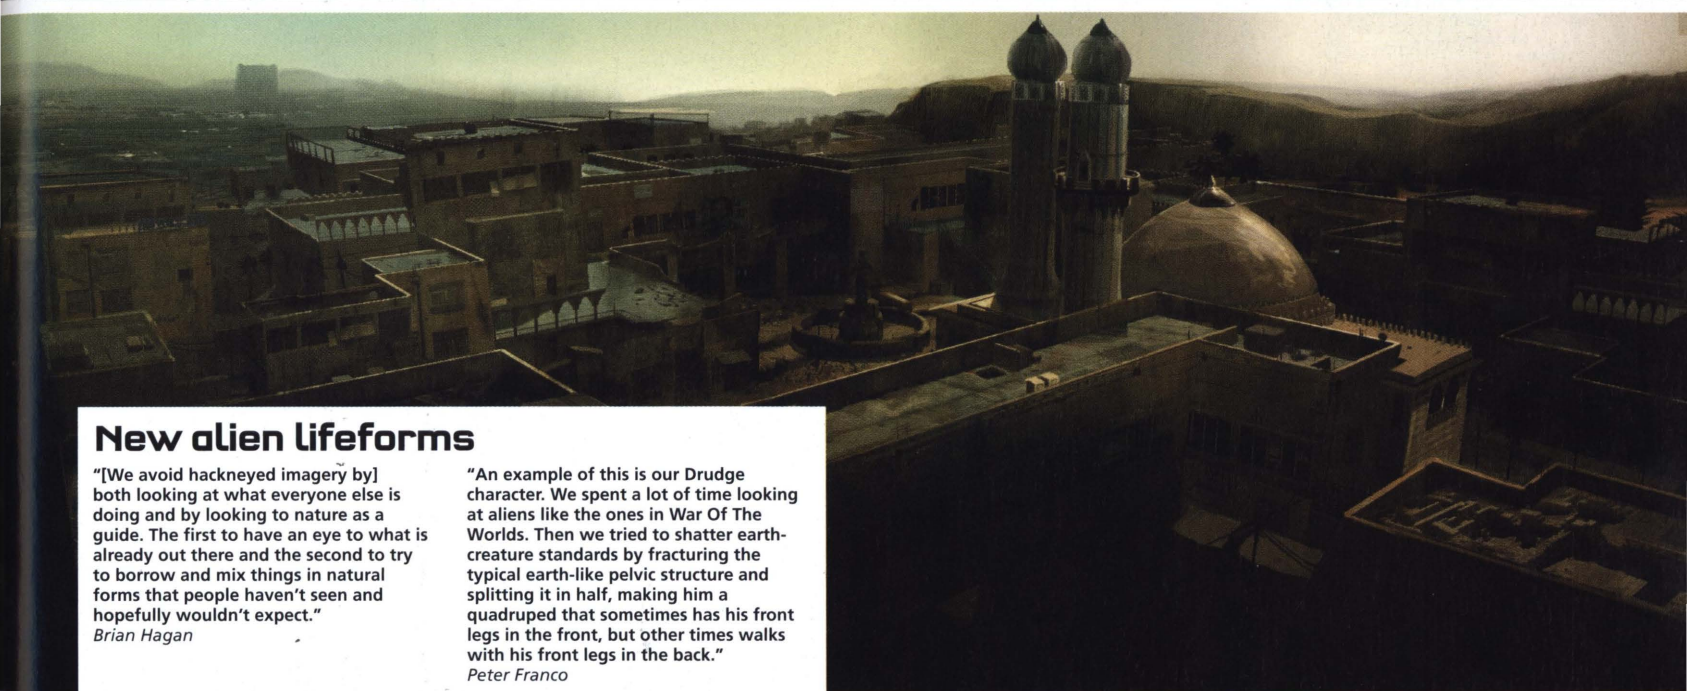 New alien lifeforms
“[We avoid hackneyed imagery by]
both looking at what everyone else is
doing and by looking to nature as a
guide. The first to have an eye to what is
already out there and the second to try
to borrow and mix things in natural
forms that people haven’t seen and
hopefully wouldn’t expect.”
Brian Hagan
“An example of this is our Drudge
character. We spent a lot of time looking
at aliens like the ones in War Of The
Worlds. Then we tried to shatter earth-
creature standards by fracturing the
typical earth-like pelvic structure and
splitting it in half, making him a
quadruped that sometimes has his front
legs in the front, but other times walks
with his front legs in the back.”
Peter Franco